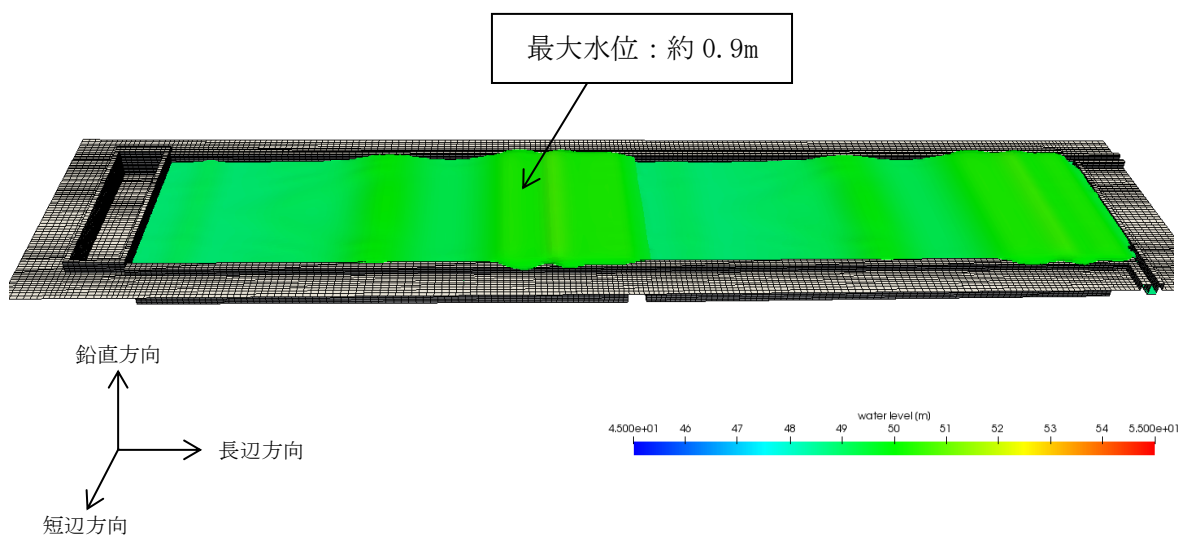 最大水位：約 0.9m
鉛直方向
長辺方向
短辺方向
water level (m)
4.500e+01 46 47 48 49 50 51 52 53 54 5.500e+01